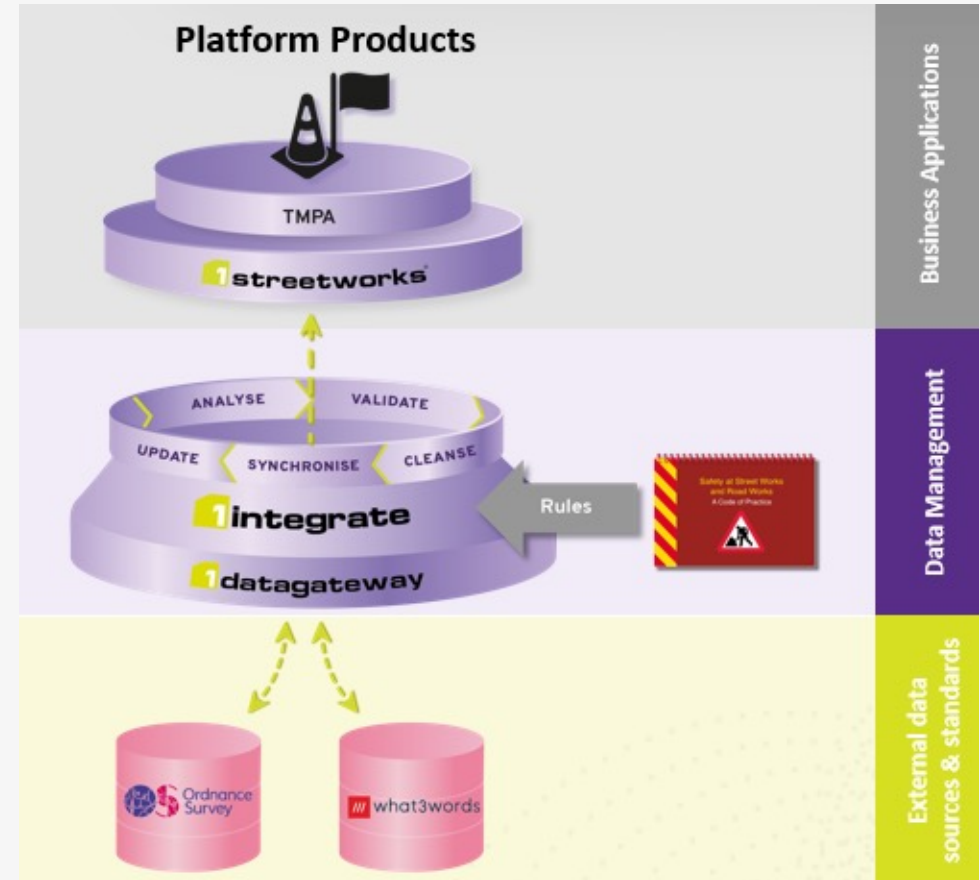 Platform Products
TMPA
1streetworks
ANALYSE
VALIDATE
UPDATE
SYNCHRONISE
CLEANSE
1integrate
1datagateway
Rules
Safety at Street Works
and Road Works
A Code of Practice
Ordnance
Survey
what3words
Business Applications
Data Management
External data
sources & standards